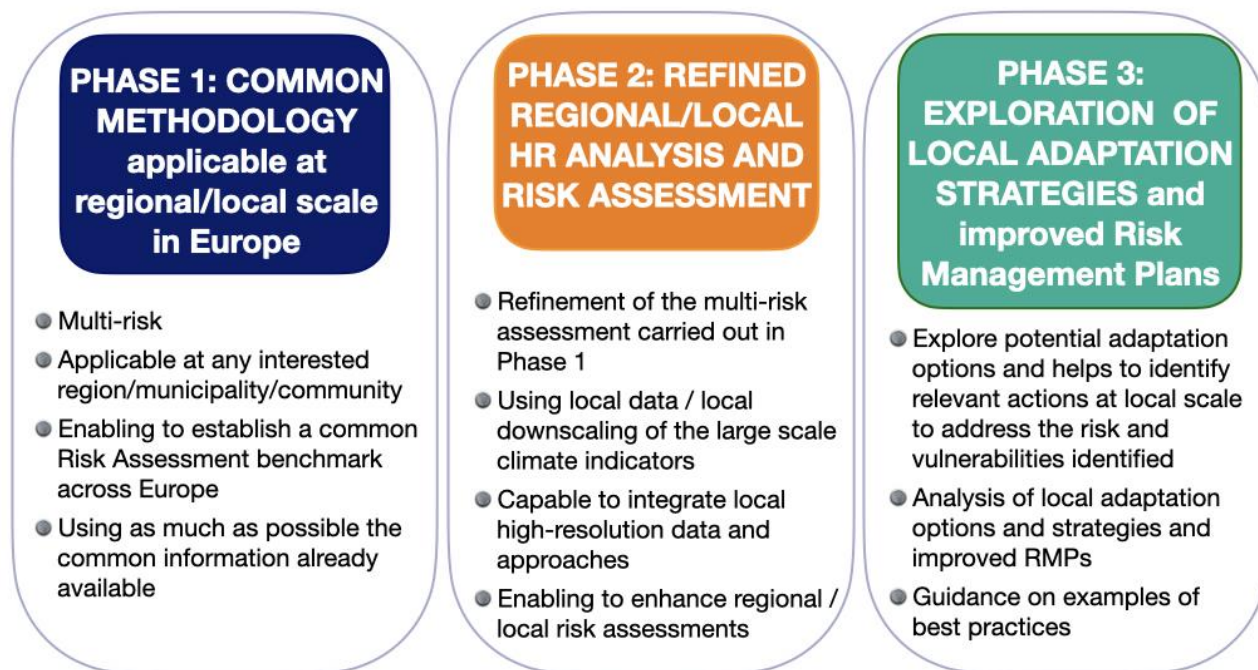 PHASE 1: COMMON
METHODOLOGY
applicable at
regional/local scale
in Europe
Multi-risk
Applicable at any interested
region/municipality/community
Enabling to establish a common
Risk Assessment benchmark
across Europe
Using as much as possible the
common information already
available
PHASE 2: REFINED
REGIONAL/LOCAL
HR ANALYSIS AND
RISK ASSESSMENT
Refinement of the multi-risk
assessment carried out in
Phase 1
Using local data / local
downscaling of the large scale
climate indicators
Capable to integrate local
high-resolution data and
approaches
Enabling to enhance regional /
local risk assessments
PHASE 3:
EXPLORATION OF
LOCAL ADAPTATION
STRATEGIES and
improved Risk
Management Plans
Explore potential adaptation
options and helps to identify
relevant actions at local scale
to address the risk and
vulnerabilities identified
Analysis of local adaptation
options and strategies and
improved RMPs
Guidance on examples of
best practices